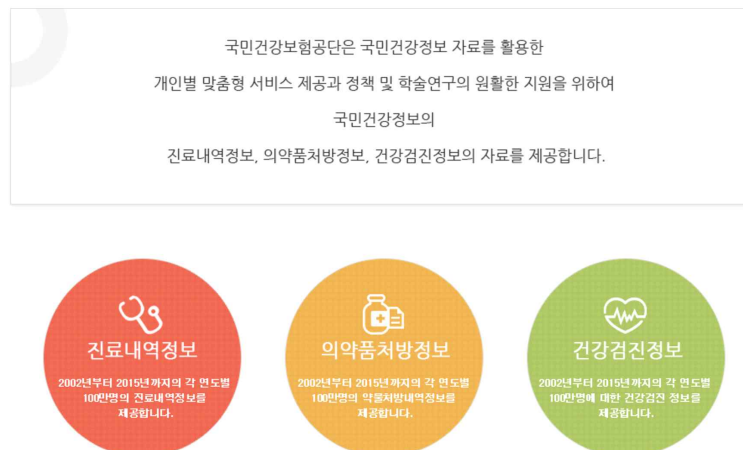 국민건강보험공단은 국민건강정보 자료를 활용한
개인별 맞춤형 서비스 제공과 정책 및 학술연구의 원활한 지원을 위하여
국민건강정보의
진료내역정보, 의약품처방정보, 건강검진정보의 자료를 제공합니다.
진료내역정보
2002년부터 2015년까지의 각 연도별
100만명의 진료내역정보를
제공합니다.
의약품처방정보
2002년부터 2015년까지의 각 연도별
100만명의 약물처방내역정보를
제공합니다.
건강검진정보
2002년부터 2015년까지의 각 연도별
100만명에 대한 건강검진 정보를
제공합니다.